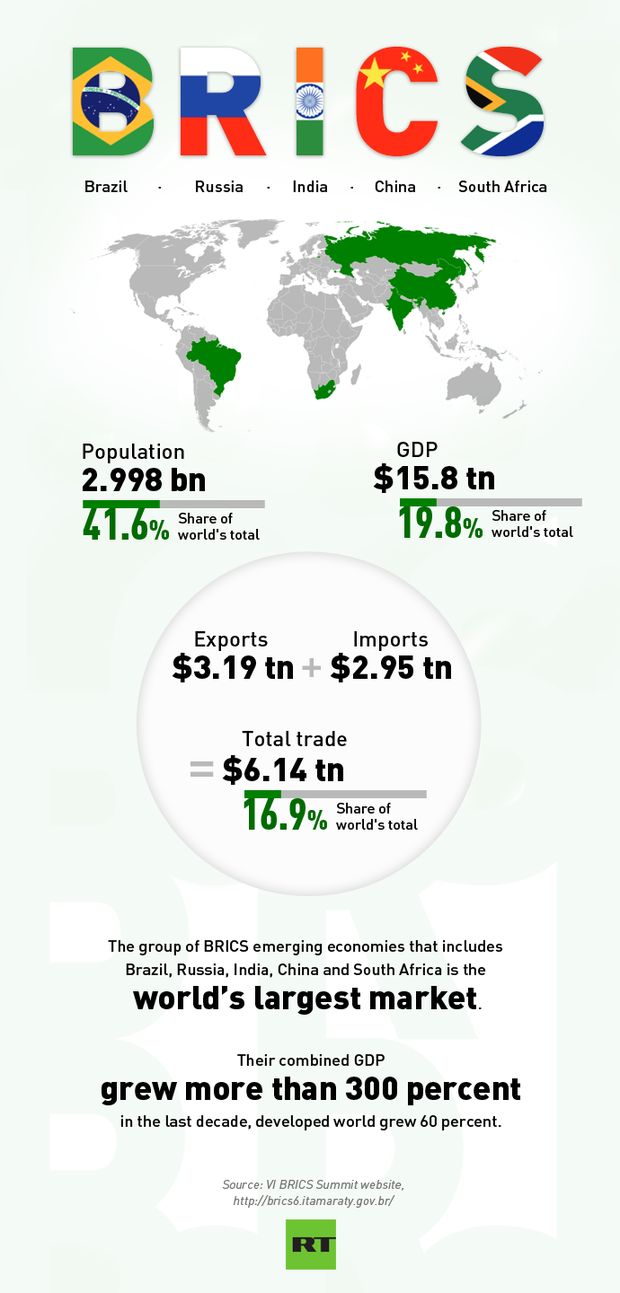 BRICS
Brazil · Russia · India · China · South Africa
Population
2.998 bn
41.6% Share of
world's total
GDP
$15.8 tn
19.8% Share of
world's total
Exports
$3.19 tn
+
Imports
$2.95 tn
Total trade
= $6.14 tn
16.9% Share of
world's total
The group of BRICS emerging economies that includes
Brazil, Russia, India, China and South Africa is the
world’s largest market.
Their combined GDP
grew more than 300 percent
in the last decade, developed world grew 60 percent.
Source: VI BRICS Summit website,
http://brics6.itamaraty.gov.br/
RT